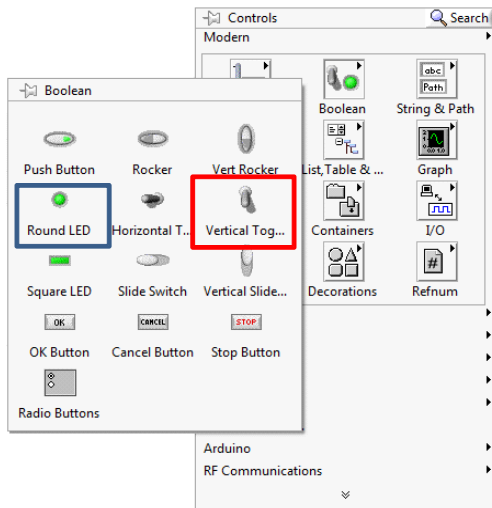 Controls
Search
Modern
abc
Path
Boolean
String & Path
List, Table & ...
Graph
Containers
I/O
Decorations
#
Refnum
Arduino
RF Communications
Boolean
Push Button
Rocker
Vert Rocker
Round LED
Horizontal T...
Vertical Tog...
Square LED
Slide Switch
Vertical Slide...
OK
CANCEL
STOP
OK Button
Cancel Button
Stop Button
Radio Buttons